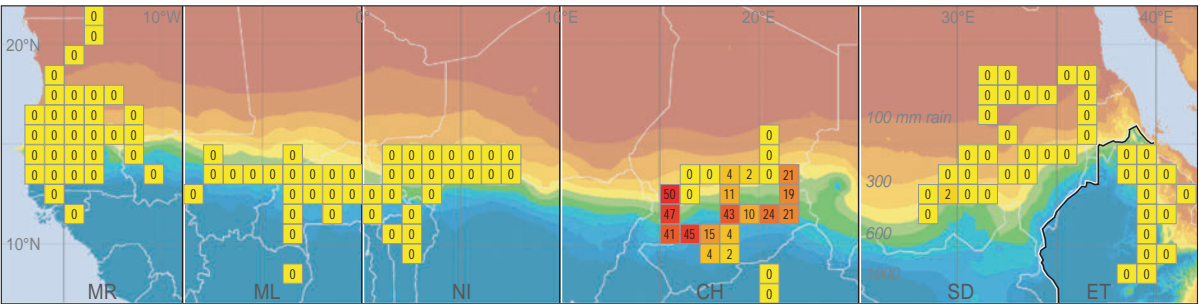 0 10°W 0° 10°E 20°E 30°E 40°E
0
20°N
0
0 0 0 0 0
0 0 0 0 0 0 0 0 0
0 0 0 0 0 100 mm rain 0 0
0 0 0 0 0 0 0 0 0
0 0 0 0 0 0 0 0 0 0 0 0 0 0 0 0 0 0 0 0 0 0
0 0 0 0 0 0 0 0 0 0 0 0 0 0 0 0 0 0 0 0 0 0 0 4 2 0 21 300 0 0 0 0 0
0 0 0 0 0 0 0 0 0 50 0 11 19 0 2 0 0 0 0 0
0 0 0 0 0 47 43 10 24 21 0 0 0
10°N 0 0 0 41 45 15 4 600 0 0
0 0 4 2 0 0
0 0 1000 0 0
MR ML NI CH 0 SD ET